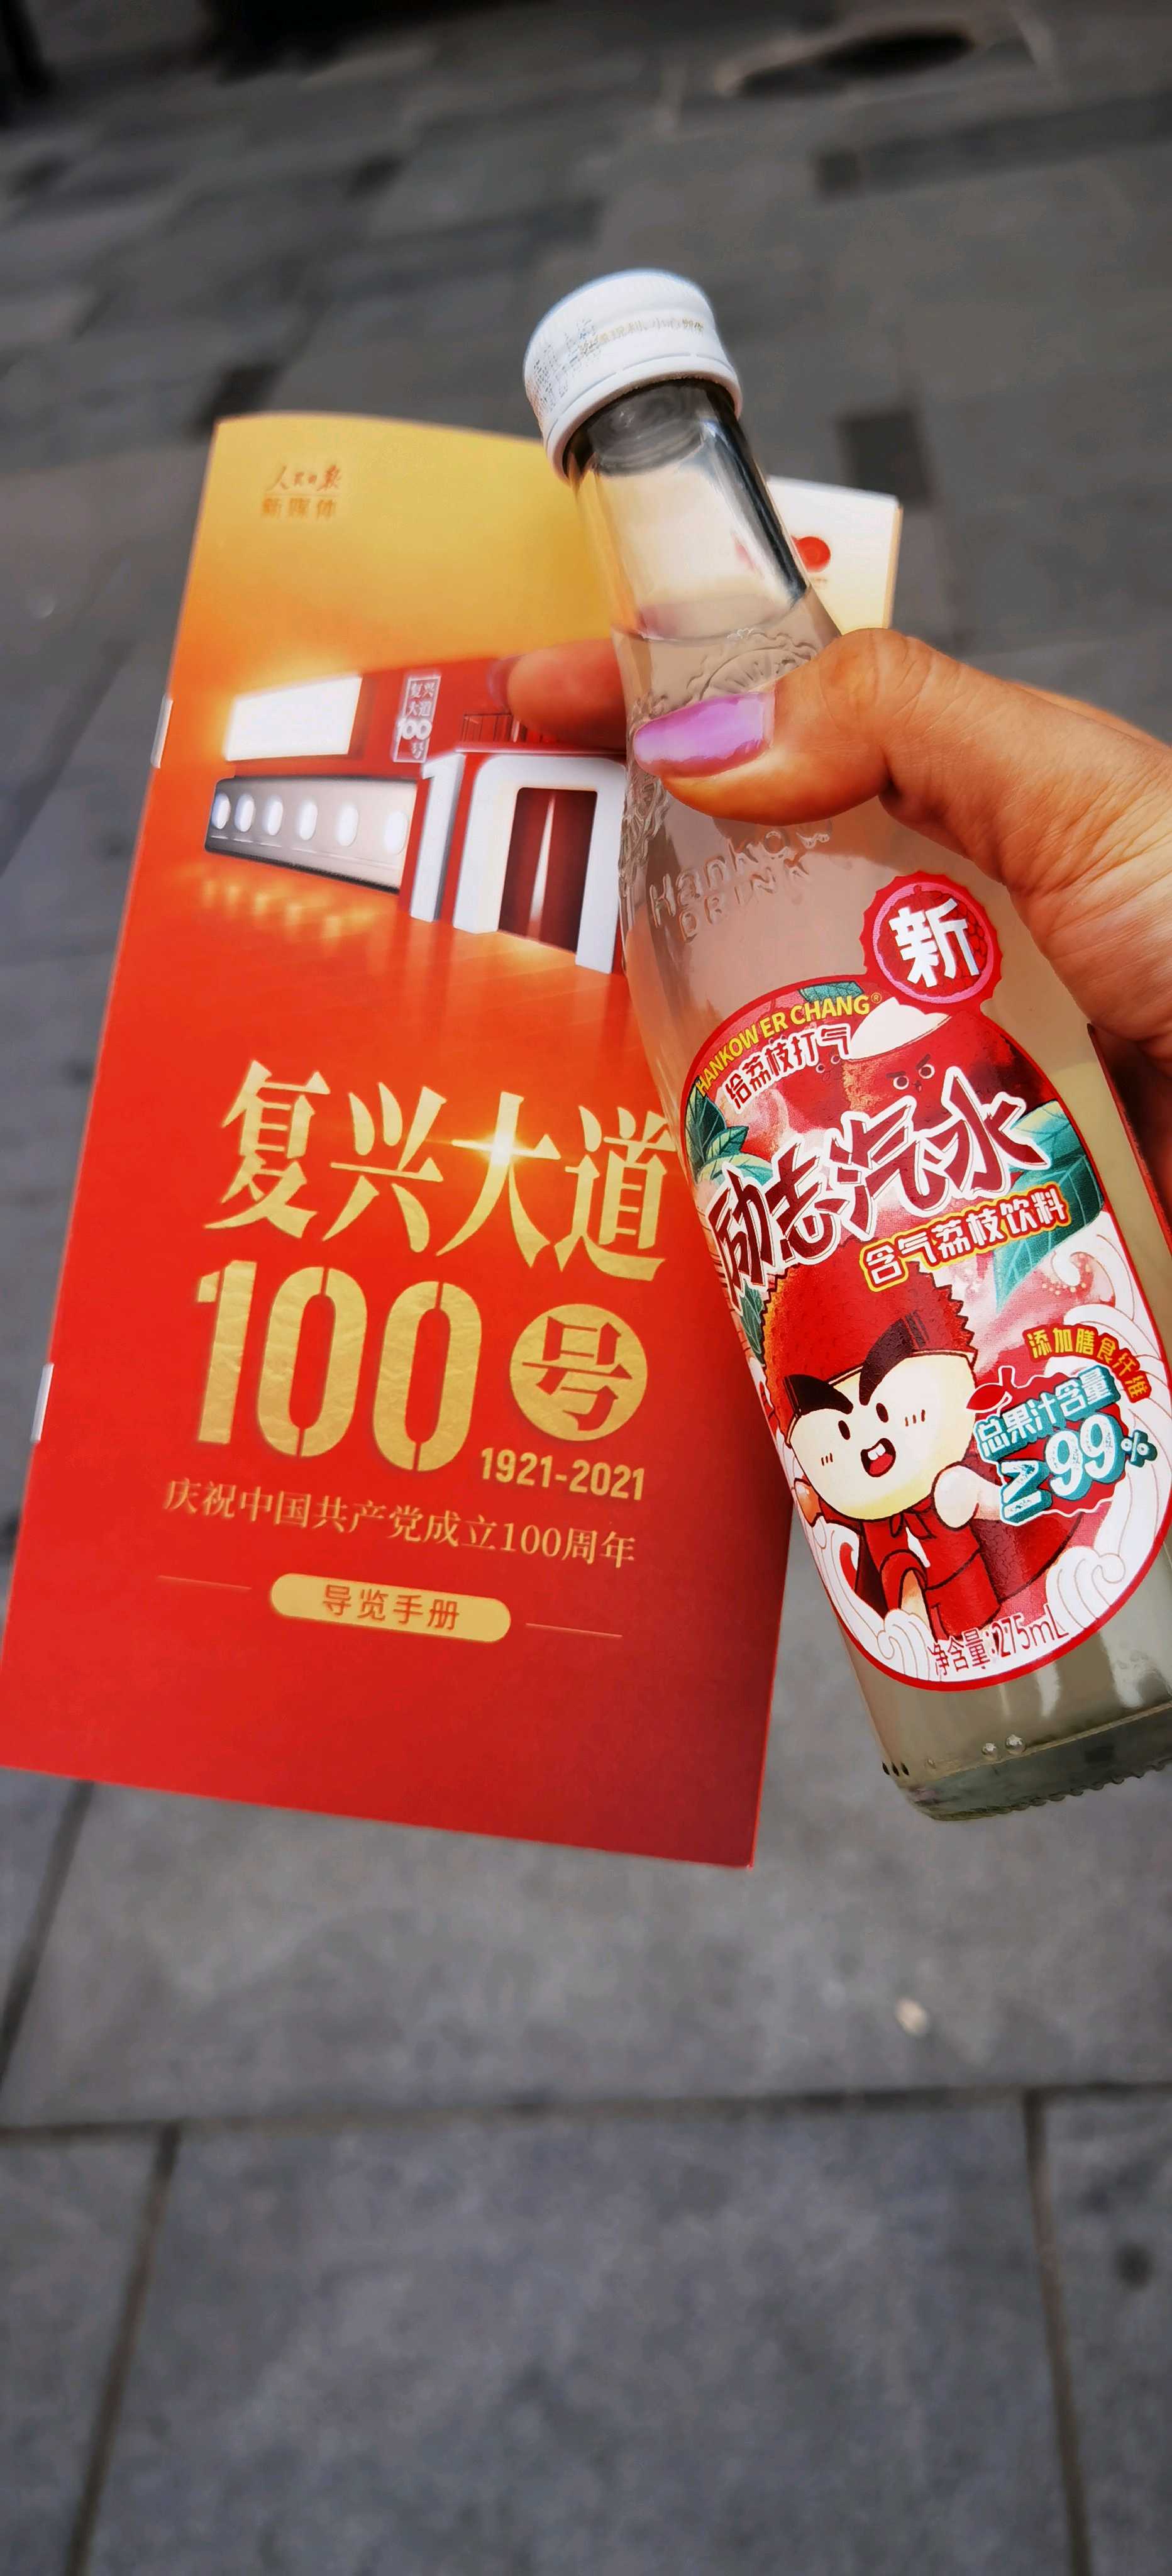 人民日报
新媒体
复兴
大道
100
号
10
复兴大道
100号
1921-2021
庆祝中国共产党成立100周年
导览手册
HANKOW
DRINK
新
HANKOW ER CHANG®
给荔枝打气
励志汽水
含气荔枝饮料
添加膳食纤维
总果汁含量
≥99%
净含量:275mL